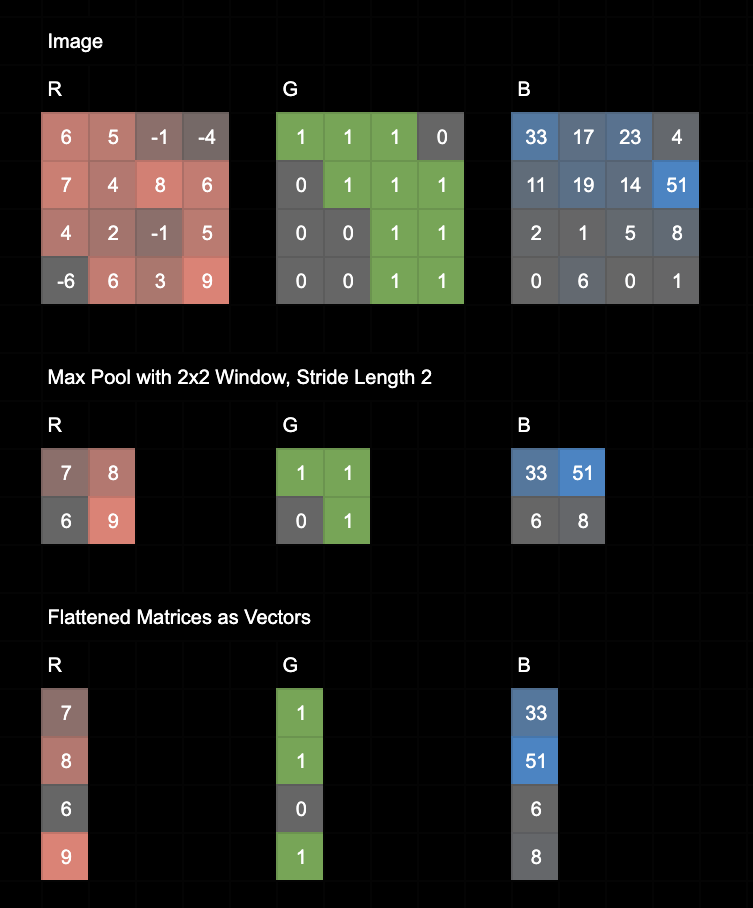 Image
R G B
6 5 -1 -4 1 1 1 0 33 17 23 4
7 4 8 6 0 1 1 1 11 19 14 51
4 2 -1 5 0 0 1 1 2 1 5 8
-6 6 3 9 0 0 1 1 0 6 0 1
Max Pool with 2x2 Window, Stride Length 2
R G B
7 8 1 1 33 51
6 9 0 1 6 8
Flattened Matrices as Vectors
R G B
7 1 33
8 1 51
6 0 6
9 1 8